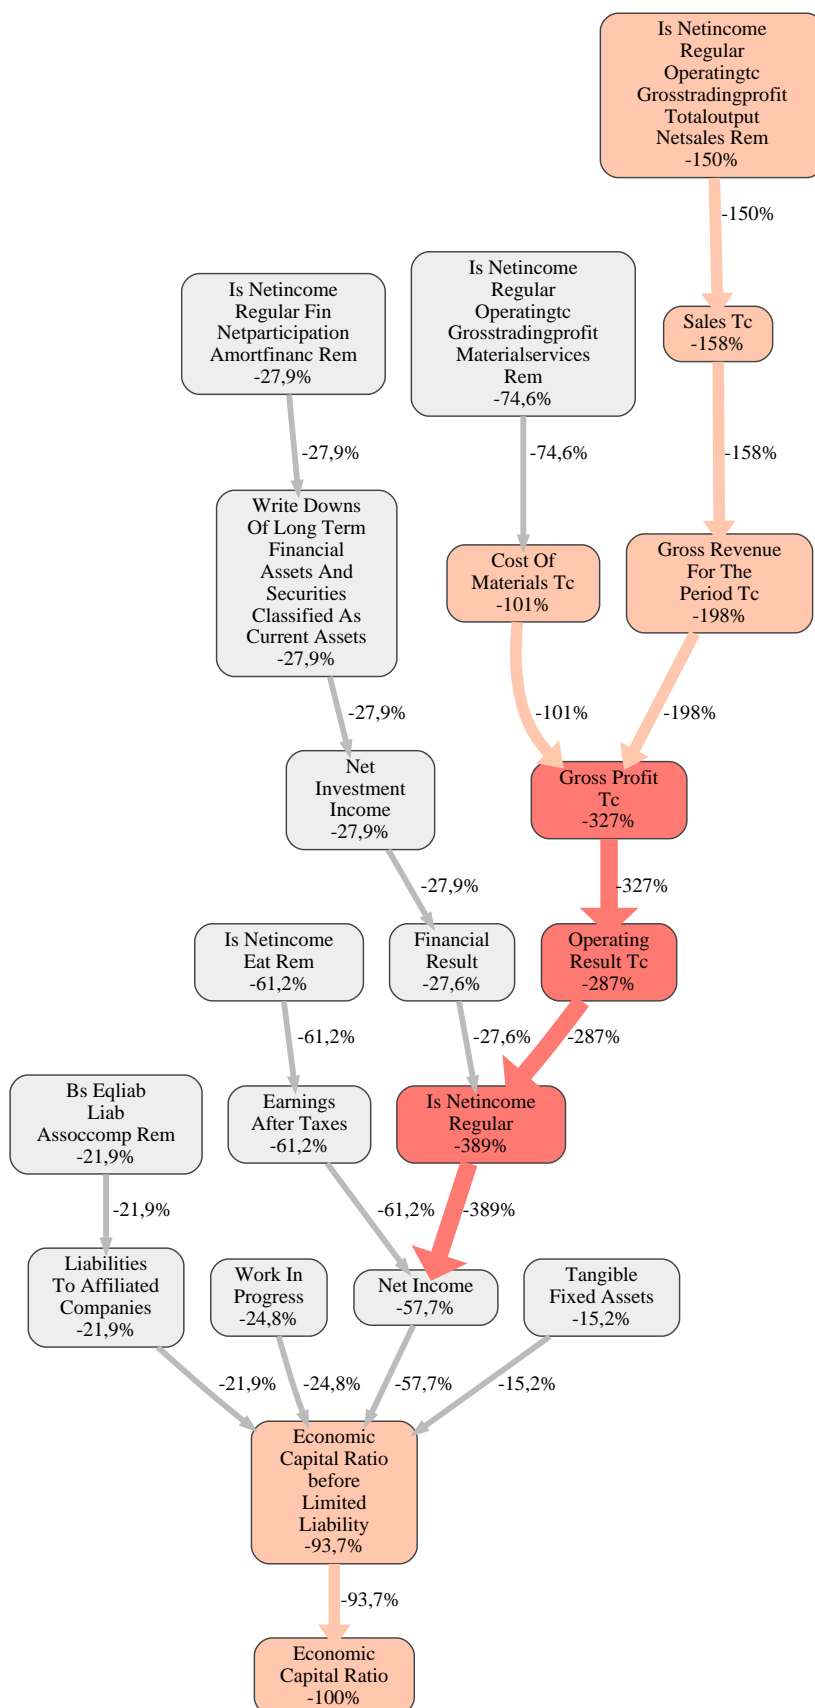 Is Netincome
Regular
Operatingtc
Grosstradingprofit
Totaloutput
Netsales Rem
-150%
-150%
Is Netincome
Regular Fin
Netparticipation
Amortfinanc Rem
-27,9%
Is Netincome
Regular
Operatingtc
Grosstradingprofit
Materialservices
Rem
-74,6%
Sales Tc
-158%
-27,9%
-74,6%
-158%
Write Downs
Of Long Term
Financial
Assets And
Securities
Classified As
Current Assets
-27,9%
Cost Of
Materials Tc
-101%
Gross Revenue
For The
Period Tc
-198%
-27,9%
-101%
-198%
Net
Investment
Income
-27,9%
Gross Profit
Tc
-327%
-27,9%
-327%
Is Netincome
Eat Rem
-61,2%
Financial
Result
-27,6%
Operating
Result Tc
-287%
-61,2%
-27,6%
-287%
Bs Eqliab
Liab
Assoccomp Rem
-21,9%
Earnings
After Taxes
-61,2%
Is Netincome
Regular
-389%
-21,9%
-61,2%
-389%
Liabilities
To Affiliated
Companies
-21,9%
Work In
Progress
-24,8%
Net Income
-57,7%
Tangible
Fixed Assets
-15,2%
-21,9%
-24,8%
-57,7%
-15,2%
Economic
Capital Ratio
before
Limited
Liability
-93,7%
-93,7%
Economic
Capital Ratio
-100%